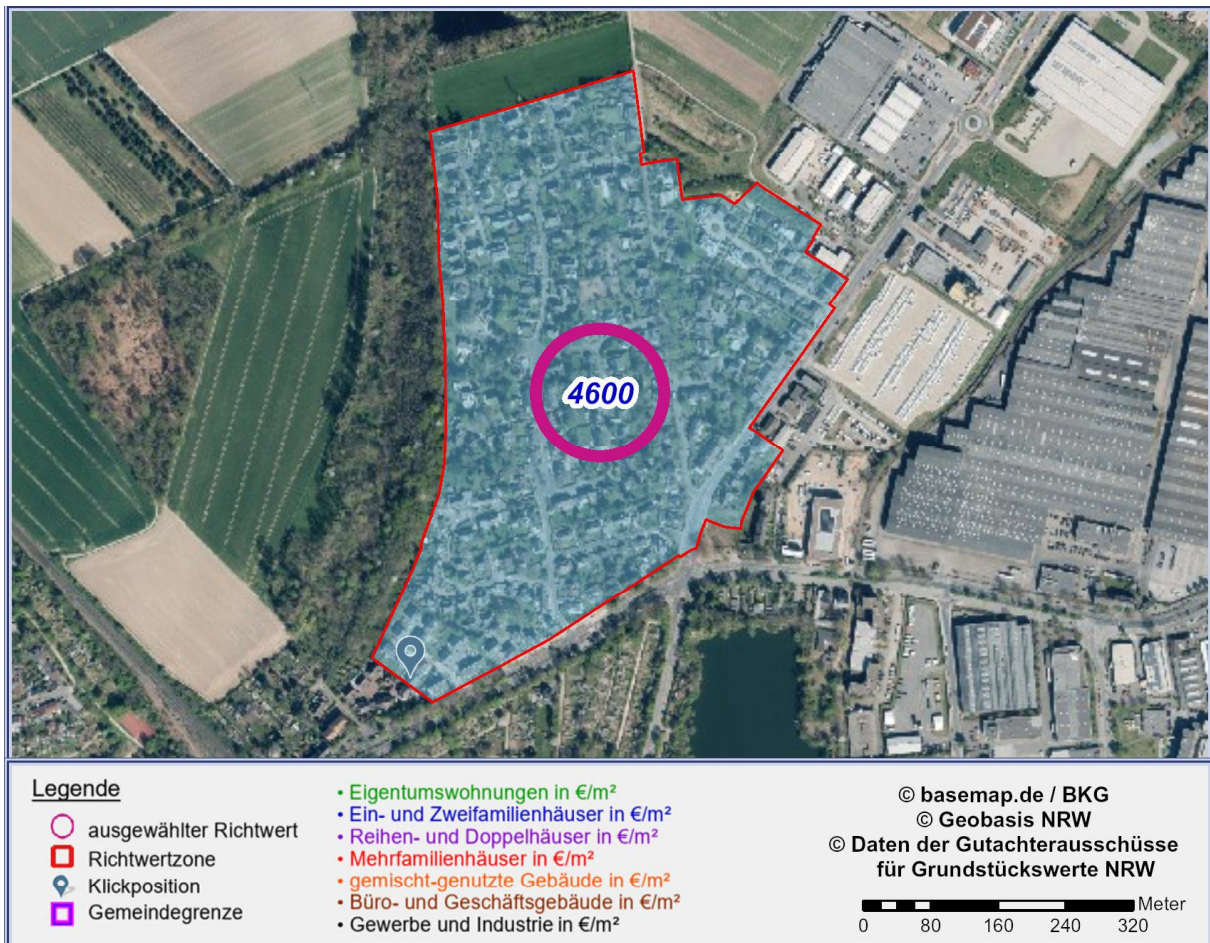 4600
Legende
ausgewählter Richtwert
Richtwertzone
Klickposition
Gemeindegrenze
• Eigentumswohnungen in €/m²
• Ein- und Zweifamilienhäuser in €/m²
• Reihen- und Doppelhäuser in €/m²
• Mehrfamilienhäuser in €/m²
• gemischt-genutzte Gebäude in €/m²
• Büro- und Geschäftsgebäude in €/m²
• Gewerbe und Industrie in €/m²
© basemap.de / BKG
© Geobasis NRW
© Daten der Gutachterausschüsse
für Grundstückswerte NRW
Meter
0 80 160 240 320